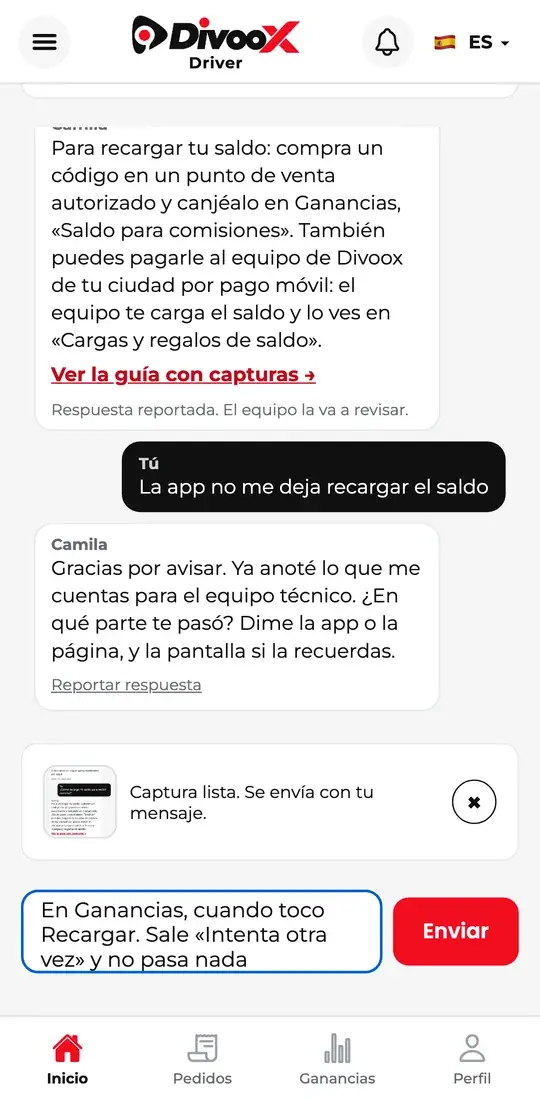 DivooX
Driver
ES
Camila
Para recargar tu saldo: compra un
código en un punto de venta
autorizado y canjéalo en Ganancias,
«Saldo para comisiones». También
puedes pagarle al equipo de Divoox
de tu ciudad por pago móvil: el
equipo te carga el saldo y lo ves en
«Cargas y regalos de saldo».
Ver la guía con capturas →
Respuesta reportada. El equipo la va a revisar.
Tú
La app no me deja recargar el saldo
Camila
Gracias por avisar. Ya anoté lo que me
cuentas para el equipo técnico. ¿En
qué parte te pasó? Dime la app o la
página, y la pantalla si la recuerdas.
Reportar respuesta
Captura lista. Se envía con tu
mensaje.
En Ganancias, cuando toco
Recargar. Sale «Intenta otra
vez» y no pasa nada
Enviar
Inicio
Pedidos
Ganancias
Perfil